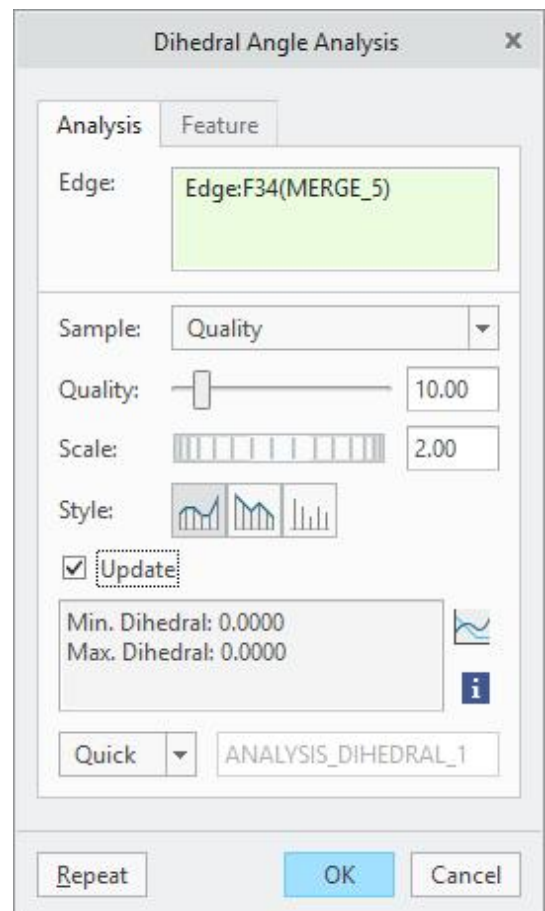 Dihedral Angle Analysis x
Analysis Feature
Edge: Edge:F34(MERGE_5)
Sample: Quality
Quality: 10.00
Scale: 2.00
Style:
Update
Min. Dihedral: 0.0000
Max. Dihedral: 0.0000
i
Quick ANALYSIS_DIHEDRAL_1
Repeat OK Cancel